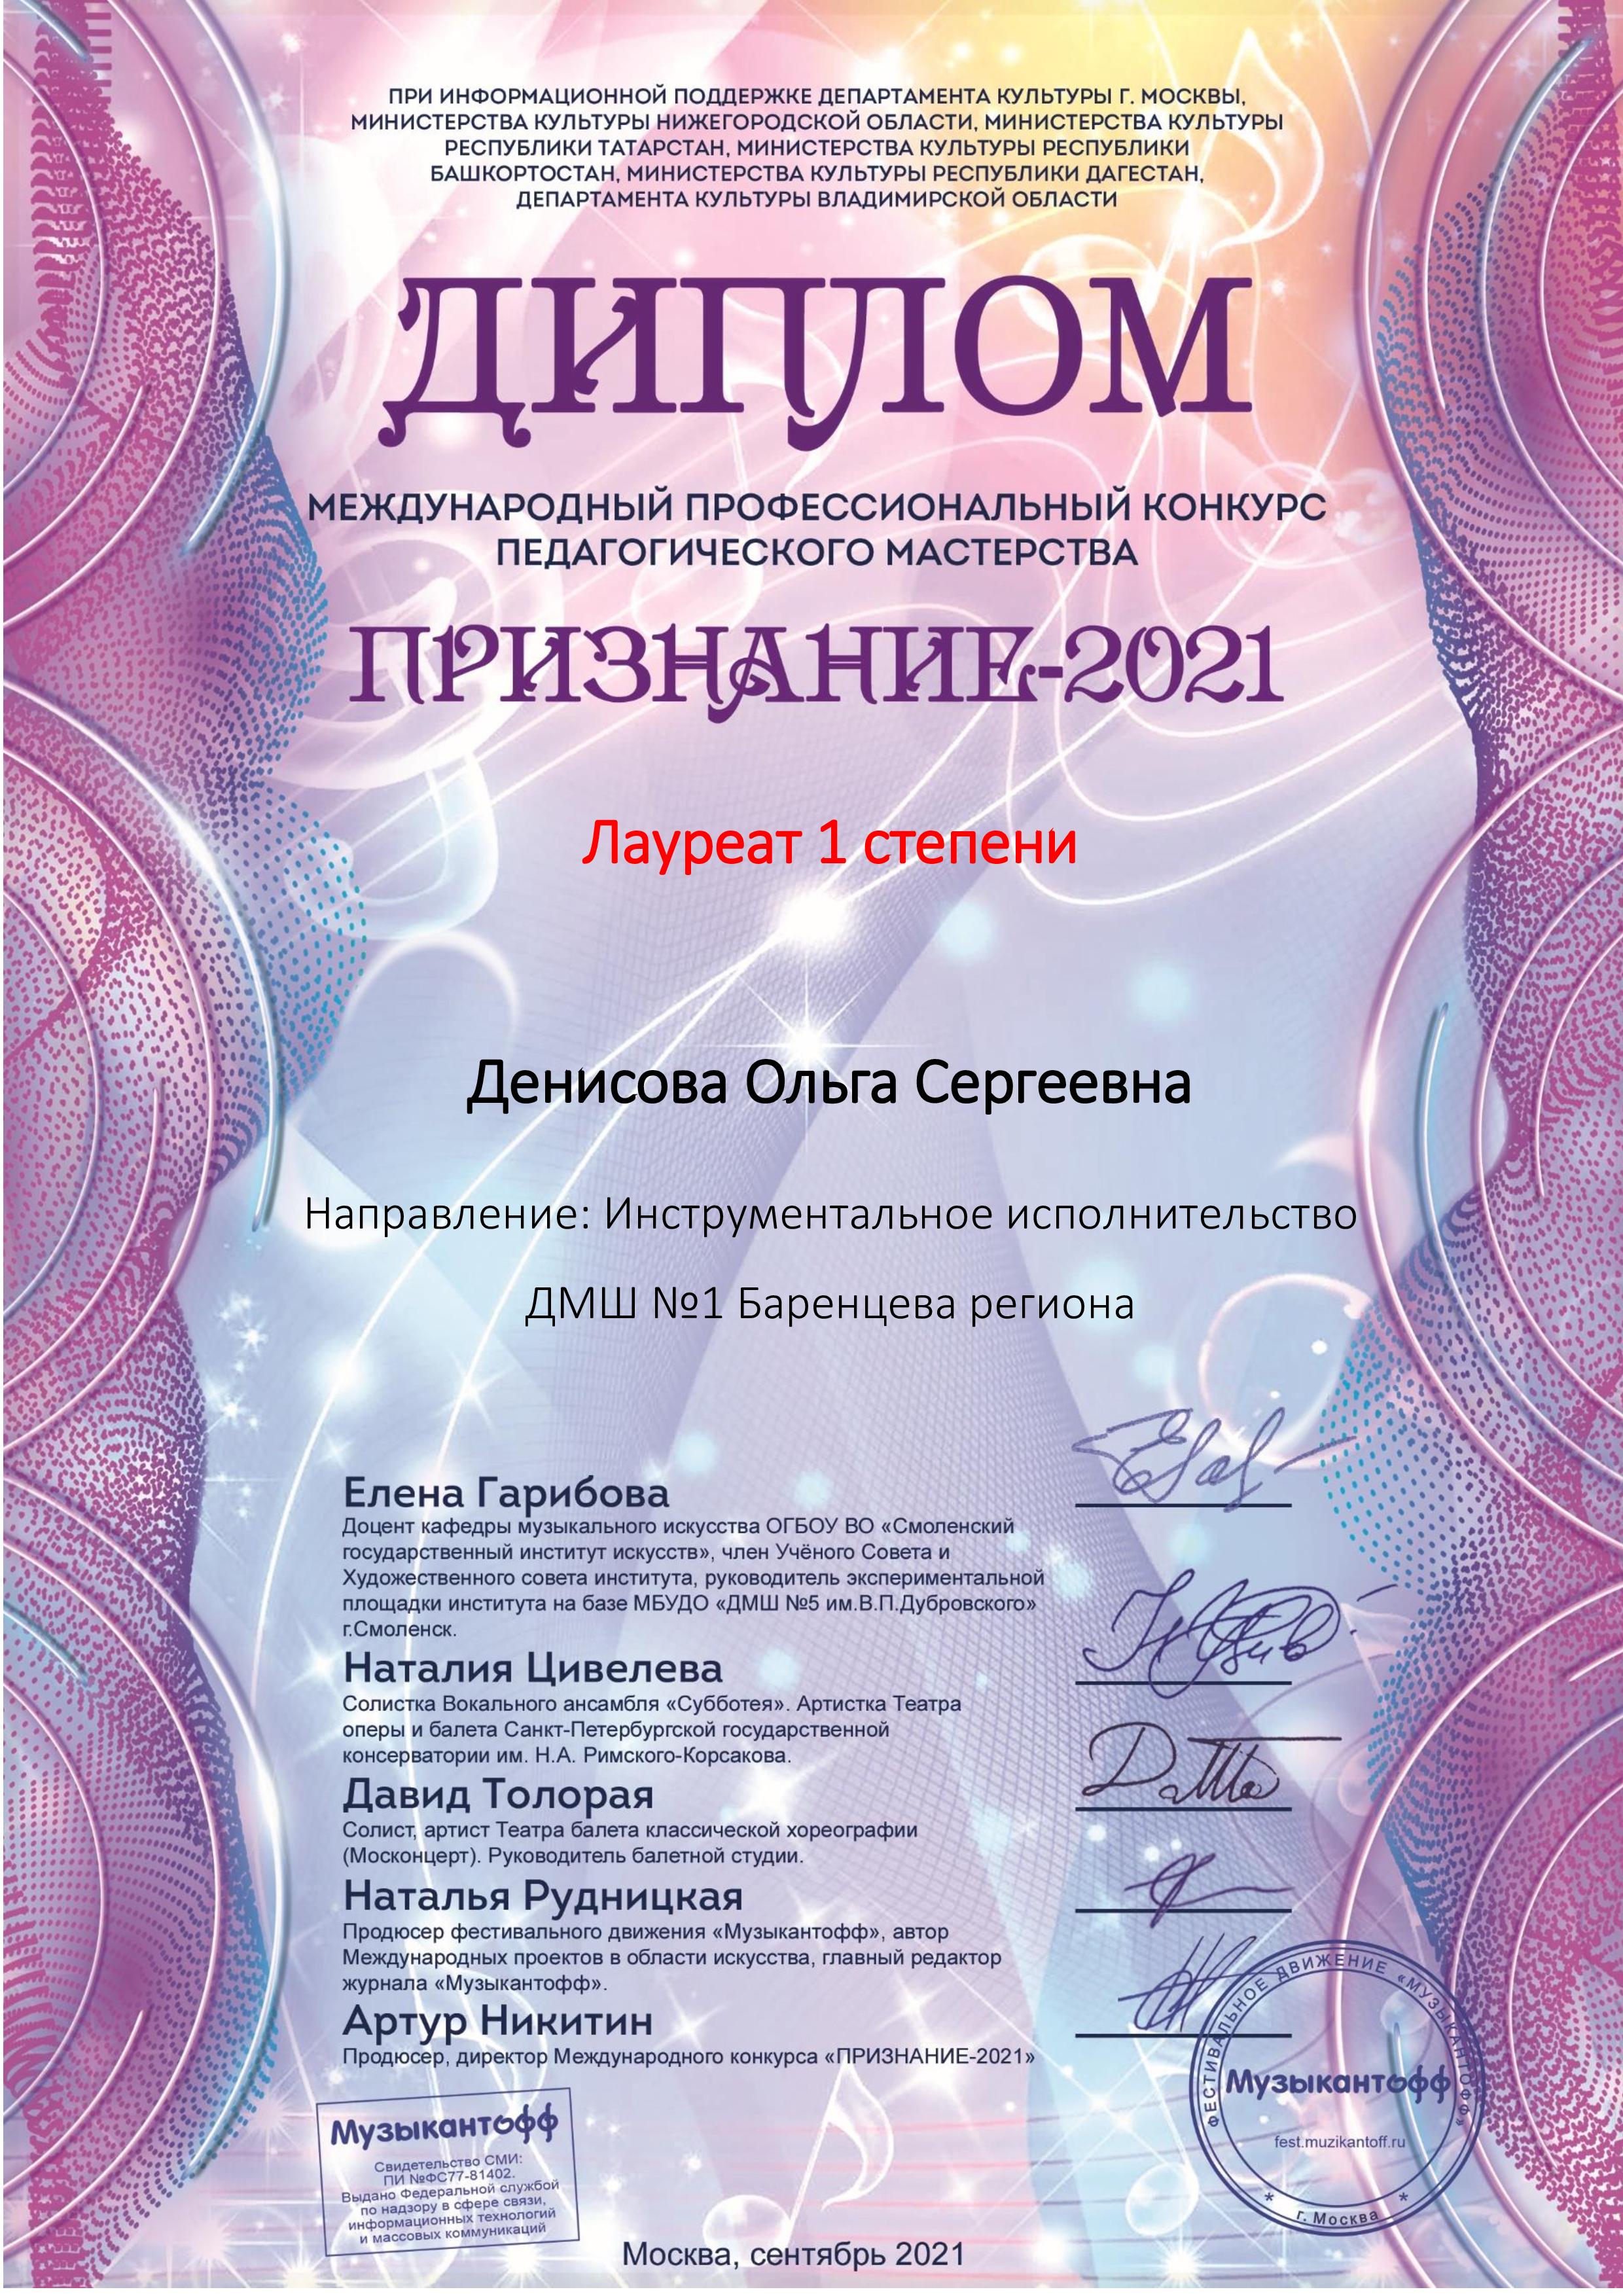 ПРИ ИНФОРМАЦИОННОЙ ПОДДЕРЖКЕ ДЕПАРТАМЕНТА КУЛЬТУРЫ Г. МОСКВЫ,
МИНИСТЕРСТВА КУЛЬТУРЫ НИЖЕГОРОДСКОЙ ОБЛАСТИ, МИНИСТЕРСТВА КУЛЬТУРЫ
РЕСПУБЛИКИ ТАТАРСТАН, МИНИСТЕРСТВА КУЛЬТУРЫ РЕСПУБЛИКИ
БАШКОРТОСТАН, МИНИСТЕРСТВА КУЛЬТУРЫ РЕСПУБЛИКИ ДАГЕСТАН,
ДЕПАРТАМЕНТА КУЛЬТУРЫ ВЛАДИМИРСКОЙ ОБЛАСТИ
ДИПЛОМ
МЕЖДУНАРОДНЫЙ ПРОФЕССИОНАЛЬНЫЙ КОНКУРС
ПЕДАГОГИЧЕСКОГО МАСТЕРСТВА
ПРИЗНАНИЕ-2021
Лауреат 1 степени
Денисова Ольга Сергеевна
Направление: Инструментальное исполнительство
ДМШ №1 Баренцева региона
Елена Гарибова
Доцент кафедры музыкального искусства ОГБОУ ВО «Смоленский
государственный институт искусств», член Учёного Совета и
Художественного совета института, руководитель экспериментальной
площадки института на базе МБУДО «ДМШ №5 им.В.П.Дубровского»
г.Смоленск.
Наталия Цивелева
Солистка Вокального ансамбля «Субботея». Артистка Театра
оперы и балета Санкт-Петербургской государственной
консерватории им. Н.А. Римского-Корсакова.
Давид Толорая
Солист, артист Театра балета классической хореографии
(Москонцерт). Руководитель балетной студии.
Наталья Рудницкая
Продюсер фестивального движения «Музыкантофф», автор
Международных проектов в области искусства, главный редактор
журнала «Музыкантофф».
Артур Никитин
Продюсер, директор Международного конкурса «ПРИЗНАНИЕ-2021»
Музыкантофф
Свидетельство СМИ:
ПИ №ФС77-81402.
Выдано Федеральной службой
по надзору в сфере связи,
информационных технологий
и массовых коммуникаций
ФЕСТИВАЛЬНОЕ ДВИЖЕНИЕ «МУЗЫКАНТОФФ»
Музыкантофф
fest.muzikantoff.ru
* г. Москва *
Москва, сентябрь 2021